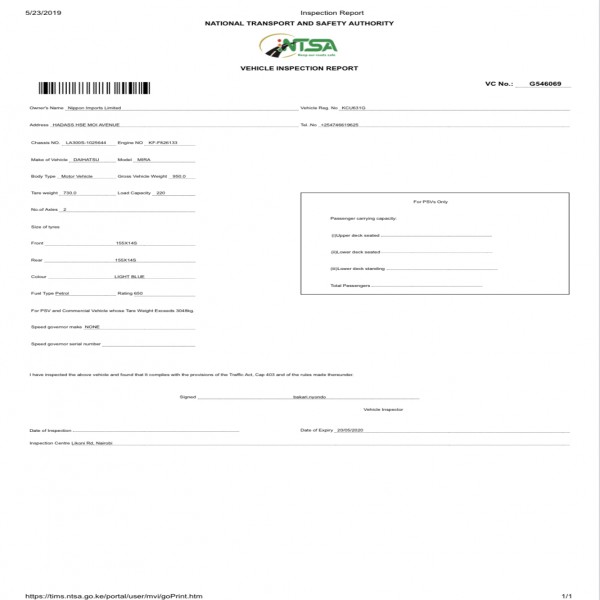 5/23/2019 Inspection Report
NATIONAL TRANSPORT AND SAFETY AUTHORITY
NTSA
Keep our roads safe
VEHICLE INSPECTION REPORT
VC No.: G546069
Owner's Name Nippon Imports Limited Vehicle Reg. No KCU631G
Address HADASS HSE MOI AVENUE Tel. No +254746619625
Chassis NO. LA300S-1025844 Engine NO KF-F826133
Make of Vehicle DAIHATSU Model MIRA
Body Type Motor Vehicle Gross Vehicle Weight 950.0
Tare weight 730.0 Load Capacity 220
No.of Axles 2
Size of tyres
Front 155X14S
Rear 155X14S
Colour LIGHT BLUE
Fuel Type Petrol Rating 650
For PSVs Only
Passenger carrying capacity:
(i)Upper deck seated
(ii)Lower deck seated
(iii)Lower deck standing
Total Passengers
For PSV and Commercial Vehicle whose Tare Weight Exceeds 3048kg.
Speed governor make NONE
Speed governor serial number
I have inspected the above vehicle and found that it complies with the provisions of the Traffic Act, Cap 403 and of the rules made thereunder.
Signed bakari.nyundo
Vehicle Inspector
Date of Inspection Date of Expiry 20/05/2020
Inspection Centre Likoni Rd, Nairobi
https://tims.ntsa.go.ke/portal/user/mvi/goPrint.htm 1/1